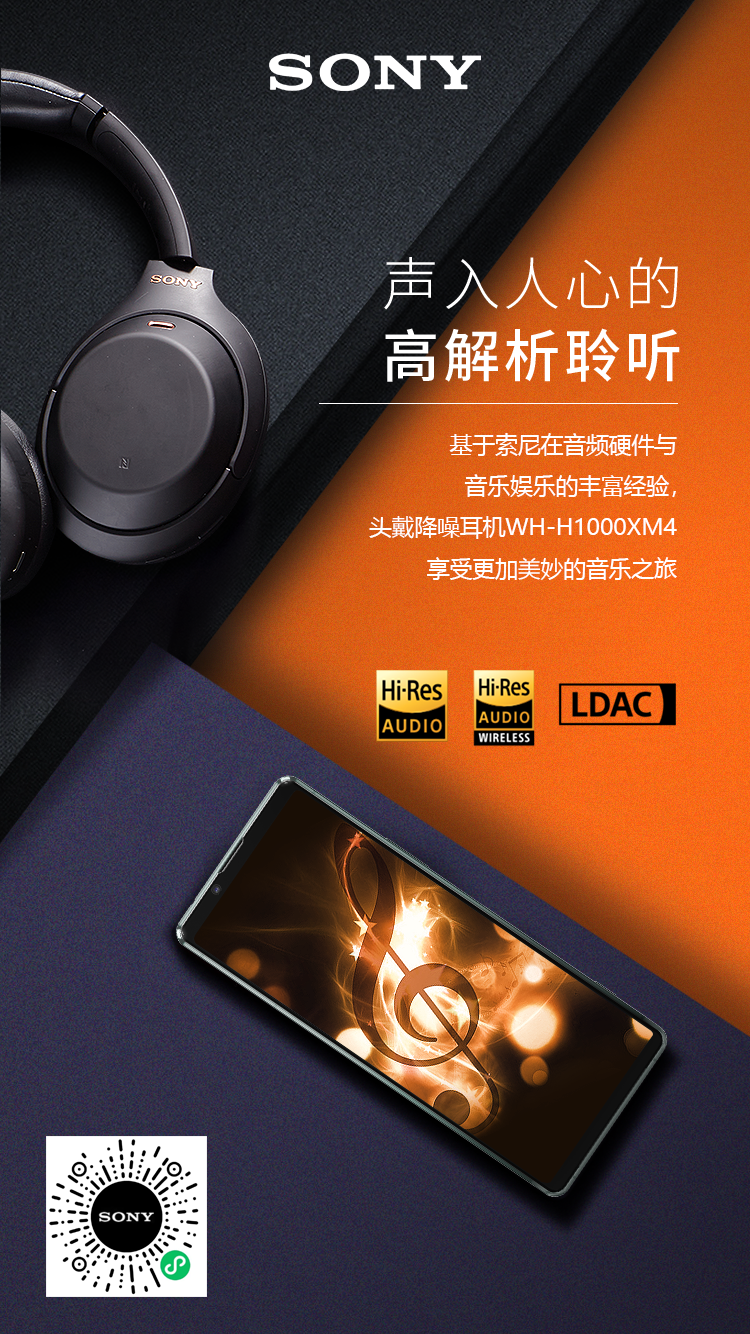 SONY
SONY
声入人心的
高解析聆听
基于索尼在音频硬件与
音乐娱乐的丰富经验，
头戴降噪耳机WH-H1000XM4
享受更加美妙的音乐之旅
Hi-Res
AUDIO
Hi-Res
AUDIO
WIRELESS
LDAC
SONY